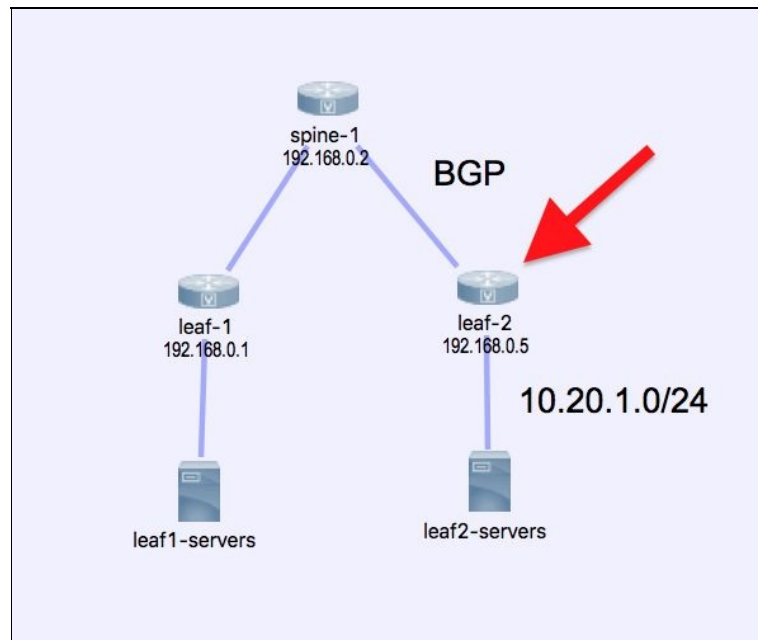 spine-1
192.168.0.2
BGP
leaf-1
192.168.0.1
leaf-2
192.168.0.5
10.20.1.0/24
leaf1-servers
leaf2-servers